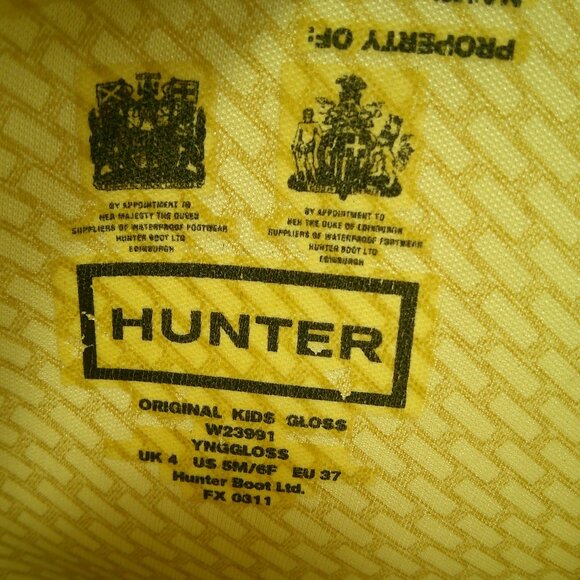 PROPERTY OF:
BY APPOINTMENT TO
HER MAJESTY THE QUEEN
SUPPLIERS OF WATERPROOF FOOTWEAR
HUNTER BOOT LTD
EDINBURGH
BY APPOINTMENT TO
HRH THE DUKE OF EDINBURGH
SUPPLIERS OF WATERPROOF FOOTWEAR
HUNTER BOOT LTD
EDINBURGH
HUNTER
ORIGINAL KIDS GLOSS
W23991
YNGGLOSS
UK 4 US 5M/6F EU 37
Hunter Boot Ltd.
FX 0311